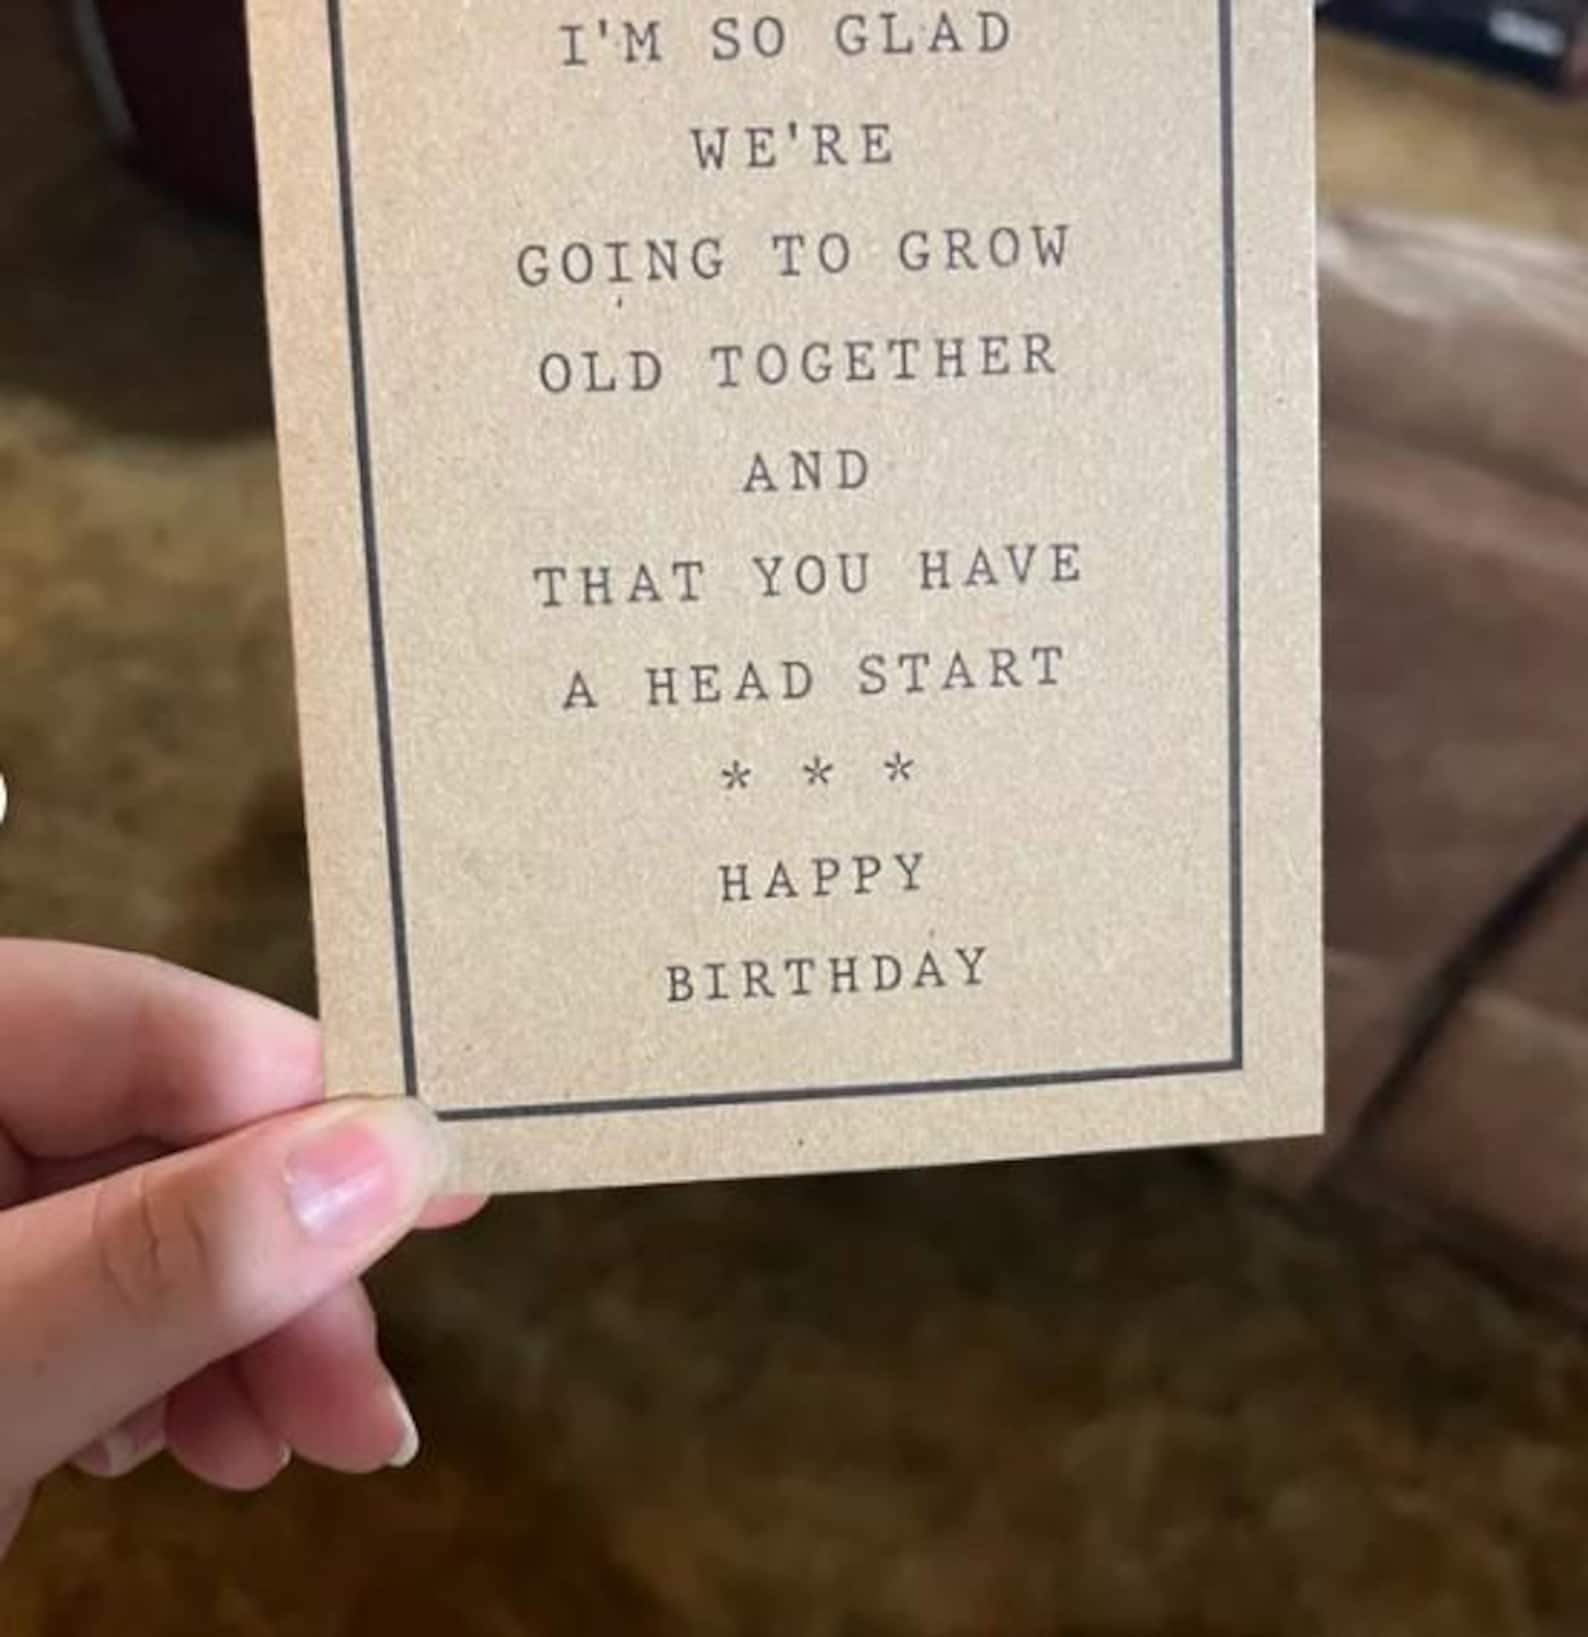 I'M SO GLAD
WE'RE
GOING TO GROW
OLD TOGETHER
AND
THAT YOU HAVE
A HEAD START
* * *
HAPPY
BIRTHDAY